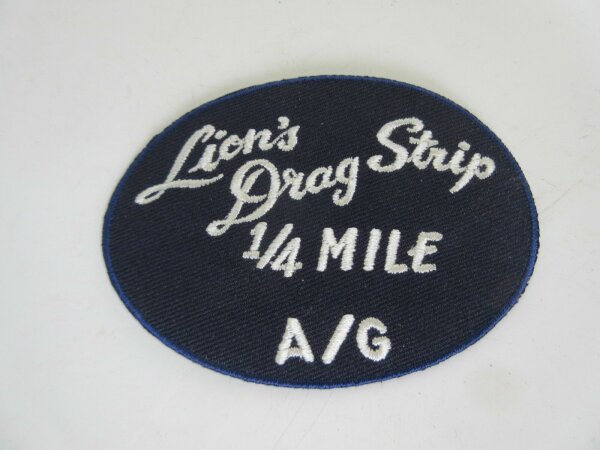 Lion's Drag Strip
1/4 MILE
A/G